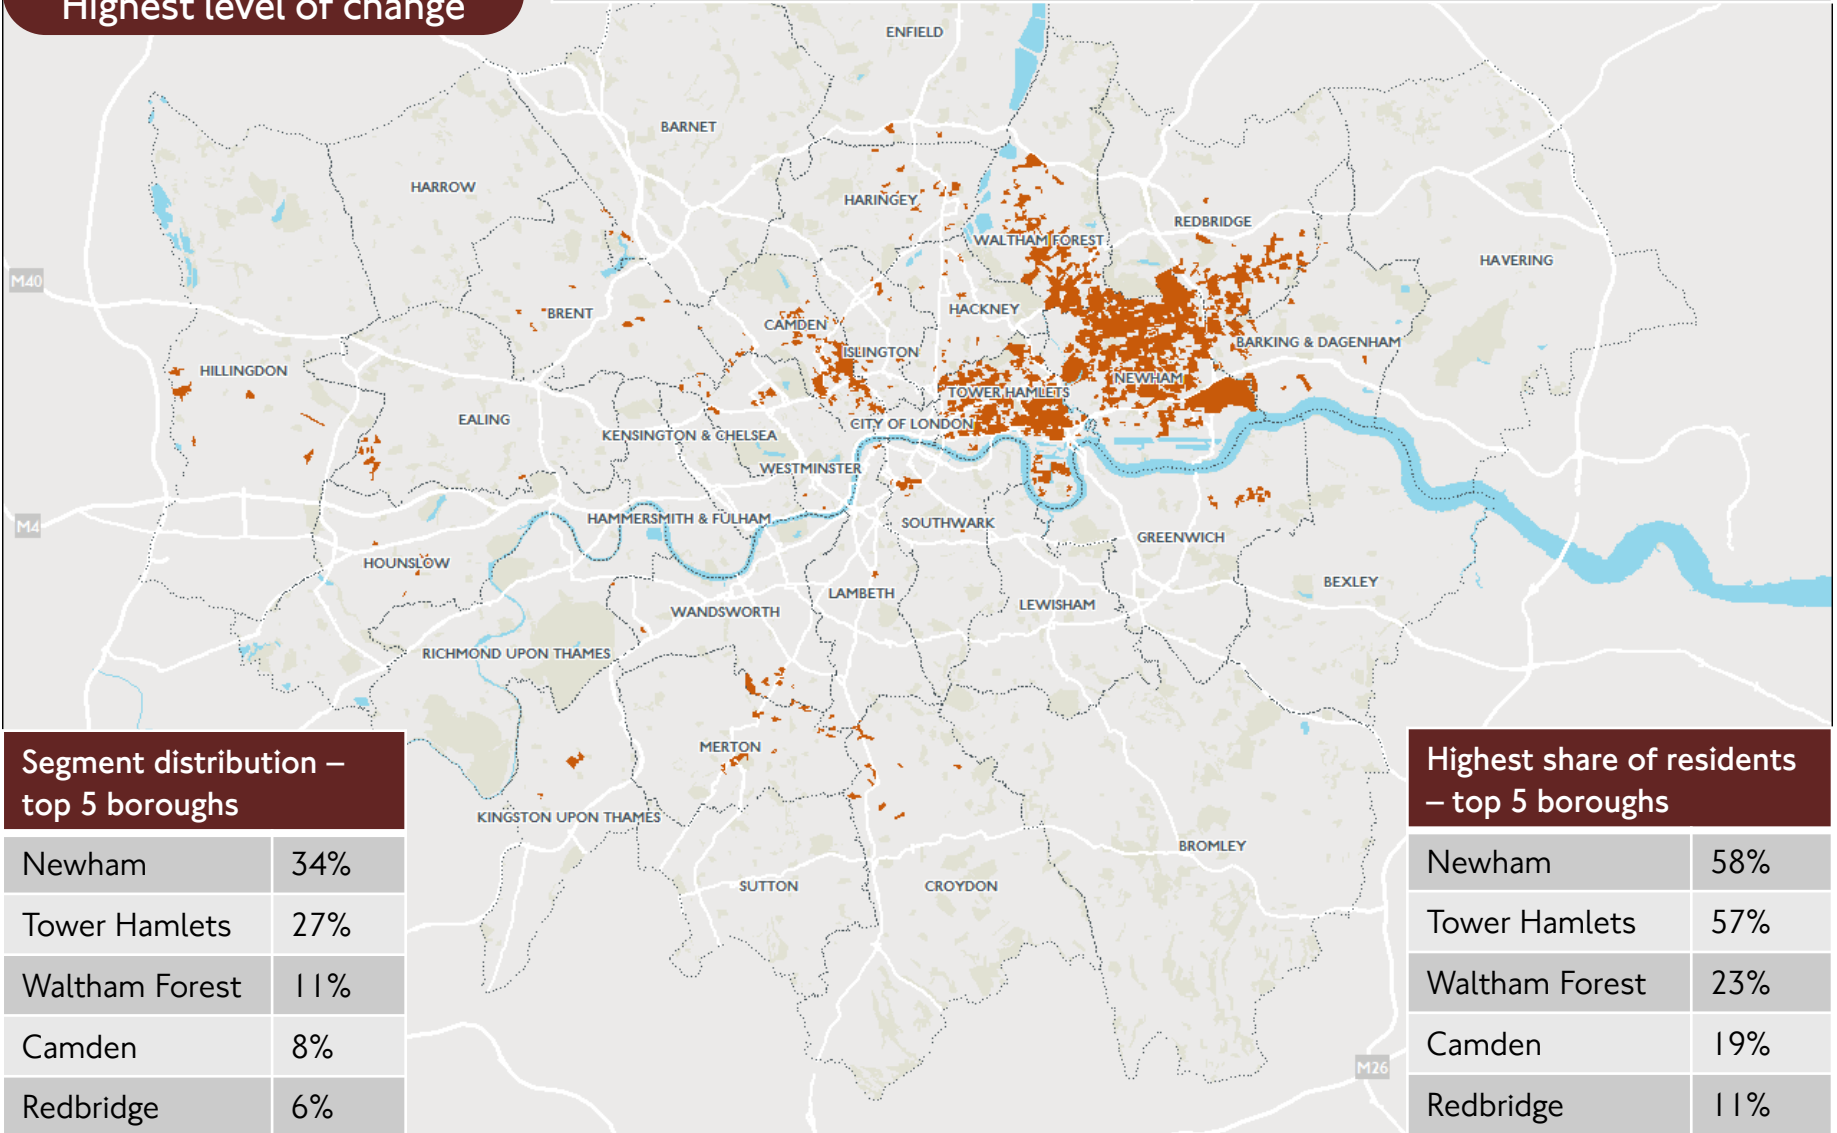 Highest level of change
ENFIELD
BARNET
HARROW
HARINGEY
REDBRIDGE
WALTHAM FOREST
HAVERING
M40
BRENT
HACKNEY
CAMDEN
ISLINGTON
BARKING & DAGENHAM
HILLINGDON
NEWHAM
TOWER HAMLETS
EALING
CITY OF LONDON
KENSINGTON & CHELSEA
WESTMINSTER
M4
HAMMERSMITH & FULHAM
SOUTHWARK
GREENWICH
HOUNSLOW
BEXLEY
LAMBETH
LEWISHAM
WANDSWORTH
RICHMOND UPON THAMES
MERTON
KINGSTON UPON THAMES
BROMLEY
SUTTON
CROYDON
M26
Segment distribution –
top 5 boroughs
Newham 34%
Tower Hamlets 27%
Waltham Forest 11%
Camden 8%
Redbridge 6%
Highest share of residents
– top 5 boroughs
Newham 58%
Tower Hamlets 57%
Waltham Forest 23%
Camden 19%
Redbridge 11%